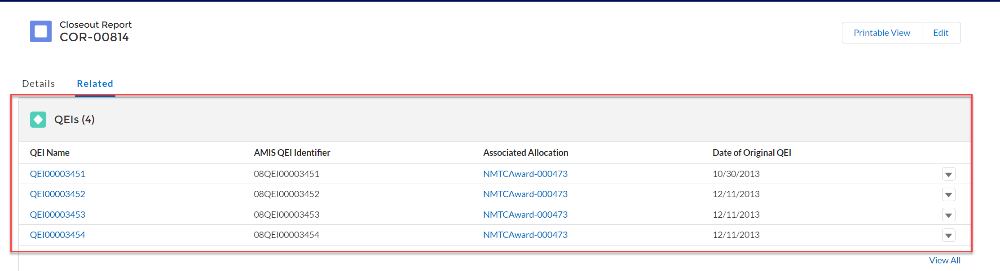 Closeout Report
COR-00814
Printable View Edit
Details Related
QEIs (4)
QEI Name AMIS QEI Identifier Associated Allocation Date of Original QEI
QEI00003451 08QEI00003451 NMTCAward-000473 10/30/2013
QEI00003452 08QEI00003452 NMTCAward-000473 12/11/2013
QEI00003453 08QEI00003453 NMTCAward-000473 12/11/2013
QEI00003454 08QEI00003454 NMTCAward-000473 12/11/2013
View All